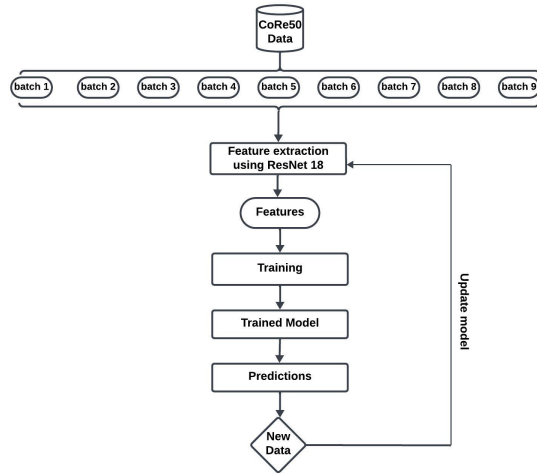 CoRe50
Data
batch 1 batch 2 batch 3 batch 4 batch 5 batch 6 batch 7 batch 8 batch 9
Feature extraction
using ResNet 18
Features
Training
Trained Model
Predictions
New
Data
Update model